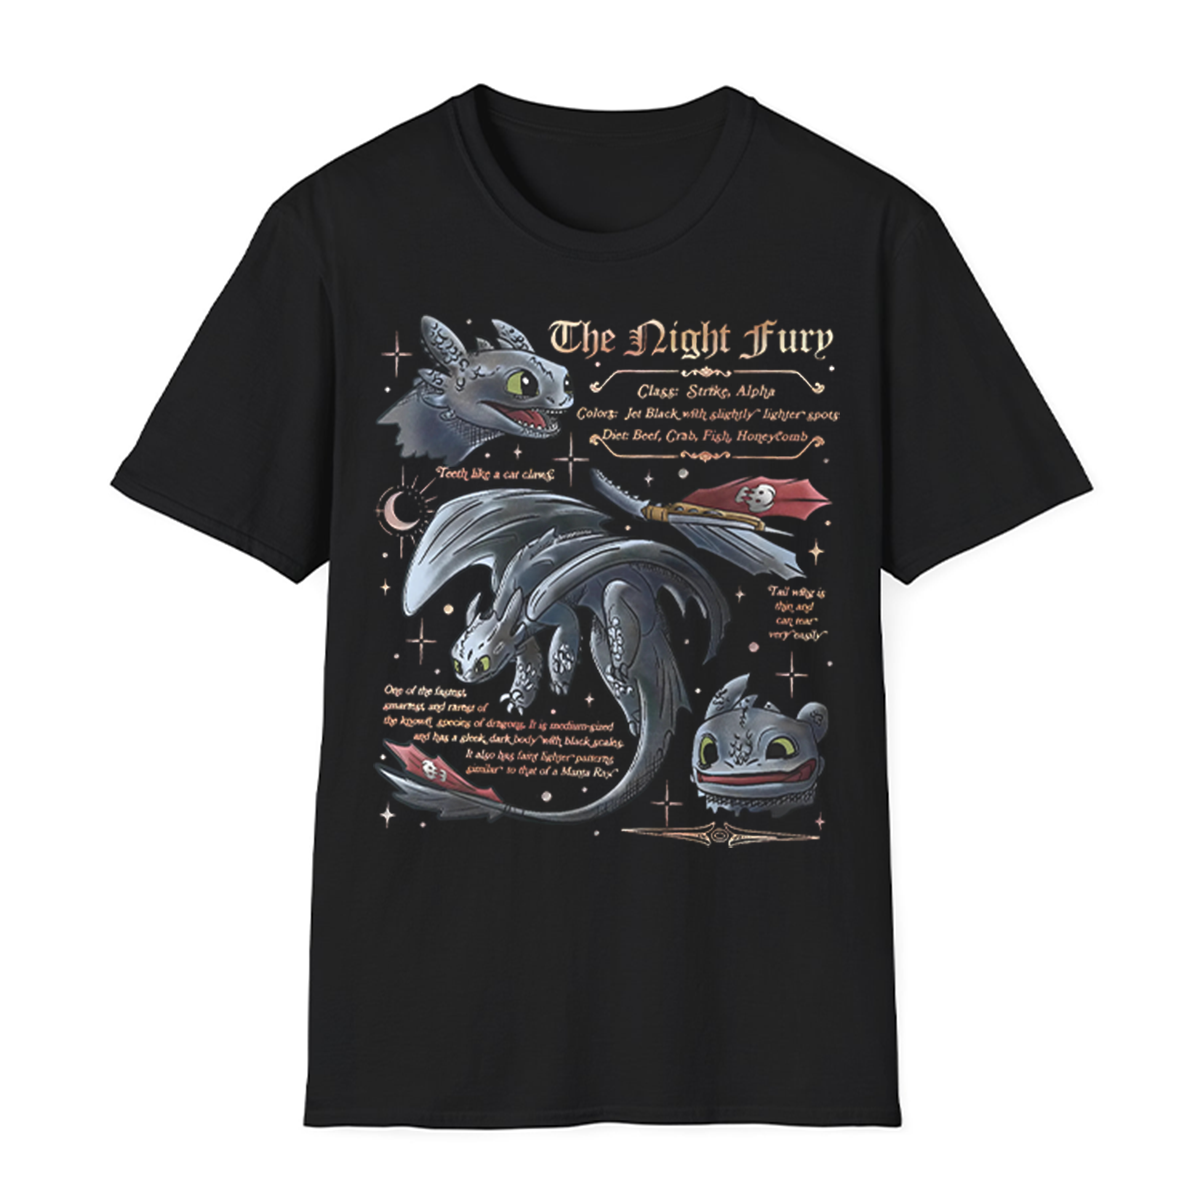 The Night Fury
Class: Strike, Alpha
Colors: Jet Black with slightly lighter spots
Diet: Beef, Crab, Fish, Honeycomb
Teeth like a cat claws.
Tail wing is
thin and
can tear
very easily
One of the fastest,
smartest, and rarest of
the known species of dragons. It is medium-sized
and has a sleek, dark body with black scales.
It also has faint lighter patterns
similar to that of a Manta Ray